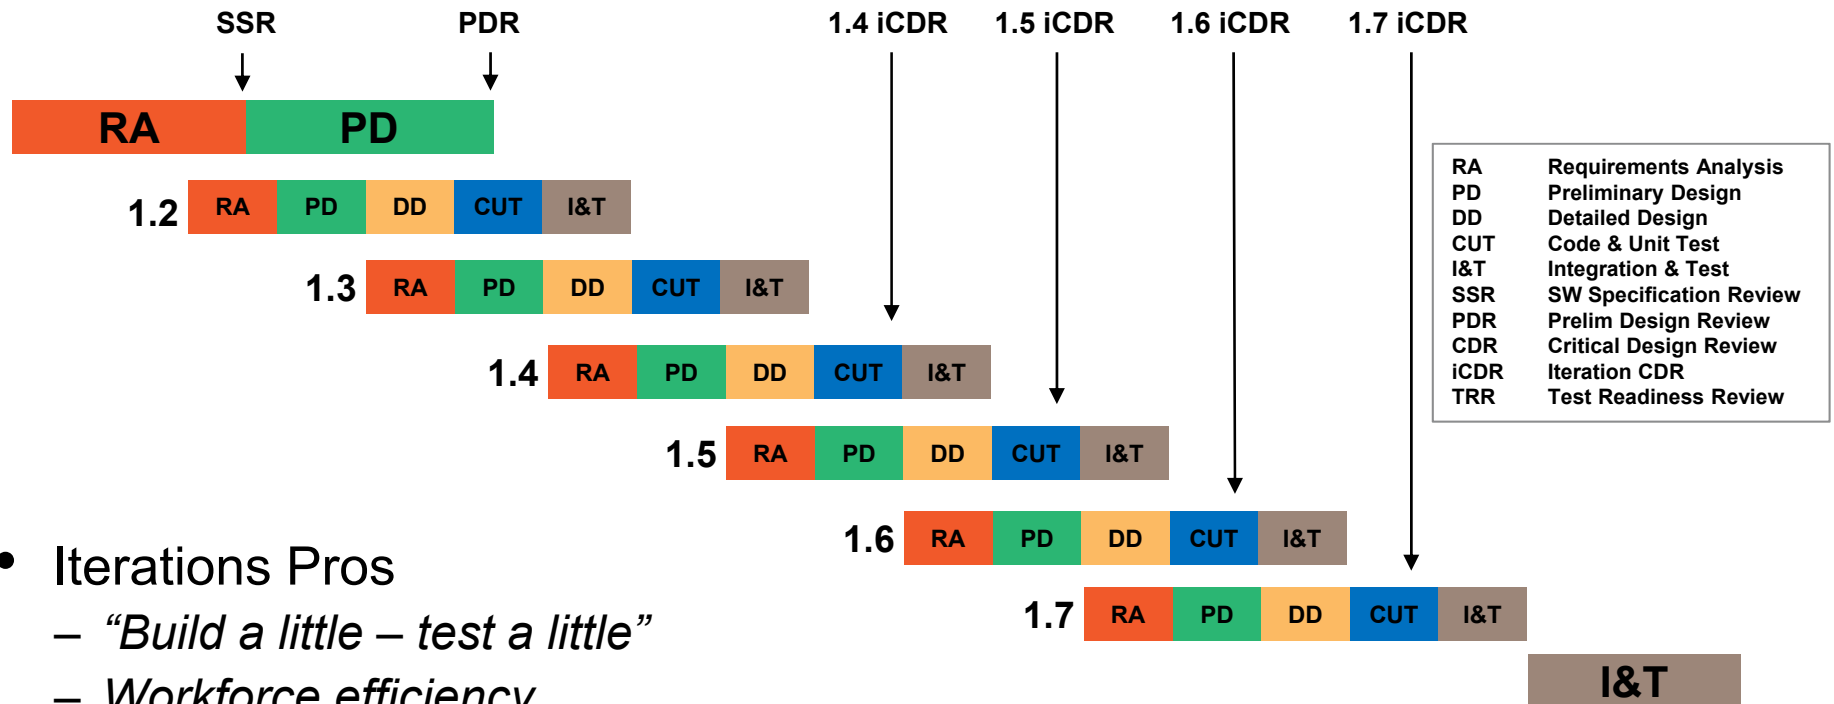 SSR PDR 1.4 iCDR 1.5 iCDR 1.6 iCDR 1.7 iCDR
RA PD
1.2 RA PD DD CUT I&T
1.3 RA PD DD CUT I&T
1.4 RA PD DD CUT I&T
1.5 RA PD DD CUT I&T
1.6 RA PD DD CUT I&T
1.7 RA PD DD CUT I&T
I&T
RA Requirements Analysis
PD Preliminary Design
DD Detailed Design
CUT Code & Unit Test
I&T Integration & Test
SSR SW Specification Review
PDR Prelim Design Review
CDR Critical Design Review
iCDR Iteration CDR
TRR Test Readiness Review
• Iterations Pros
– “Build a little – test a little”
– Workforce efficiency